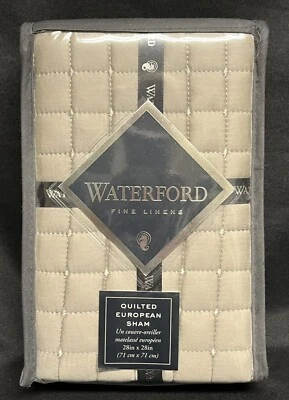 WATERFORD
FINE LINENS
QUILTED
EUROPEAN
SHAM
Un couvre-oreiller
matelassé européen
28in x 28in
(71 cm x 71 cm)